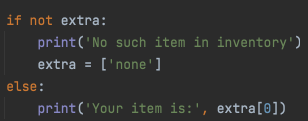 if not extra:
    print('No such item in inventory')
    extra = ['none']
else:
    print('Your item is:', extra[0])